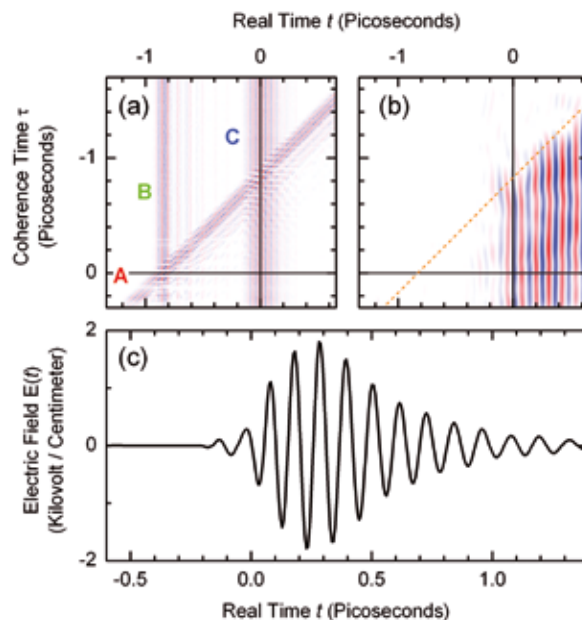 Real Time t (Picoseconds)
-1 0 -1 0
(a) (b)
C
-1
B
Coherence Time τ
(Picoseconds)
A
0
(c)
2
0
-2
Electric Field E(t)
(Kilovolt / Centimeter)
-0.5 0.0 0.5 1.0
Real Time t (Picoseconds)